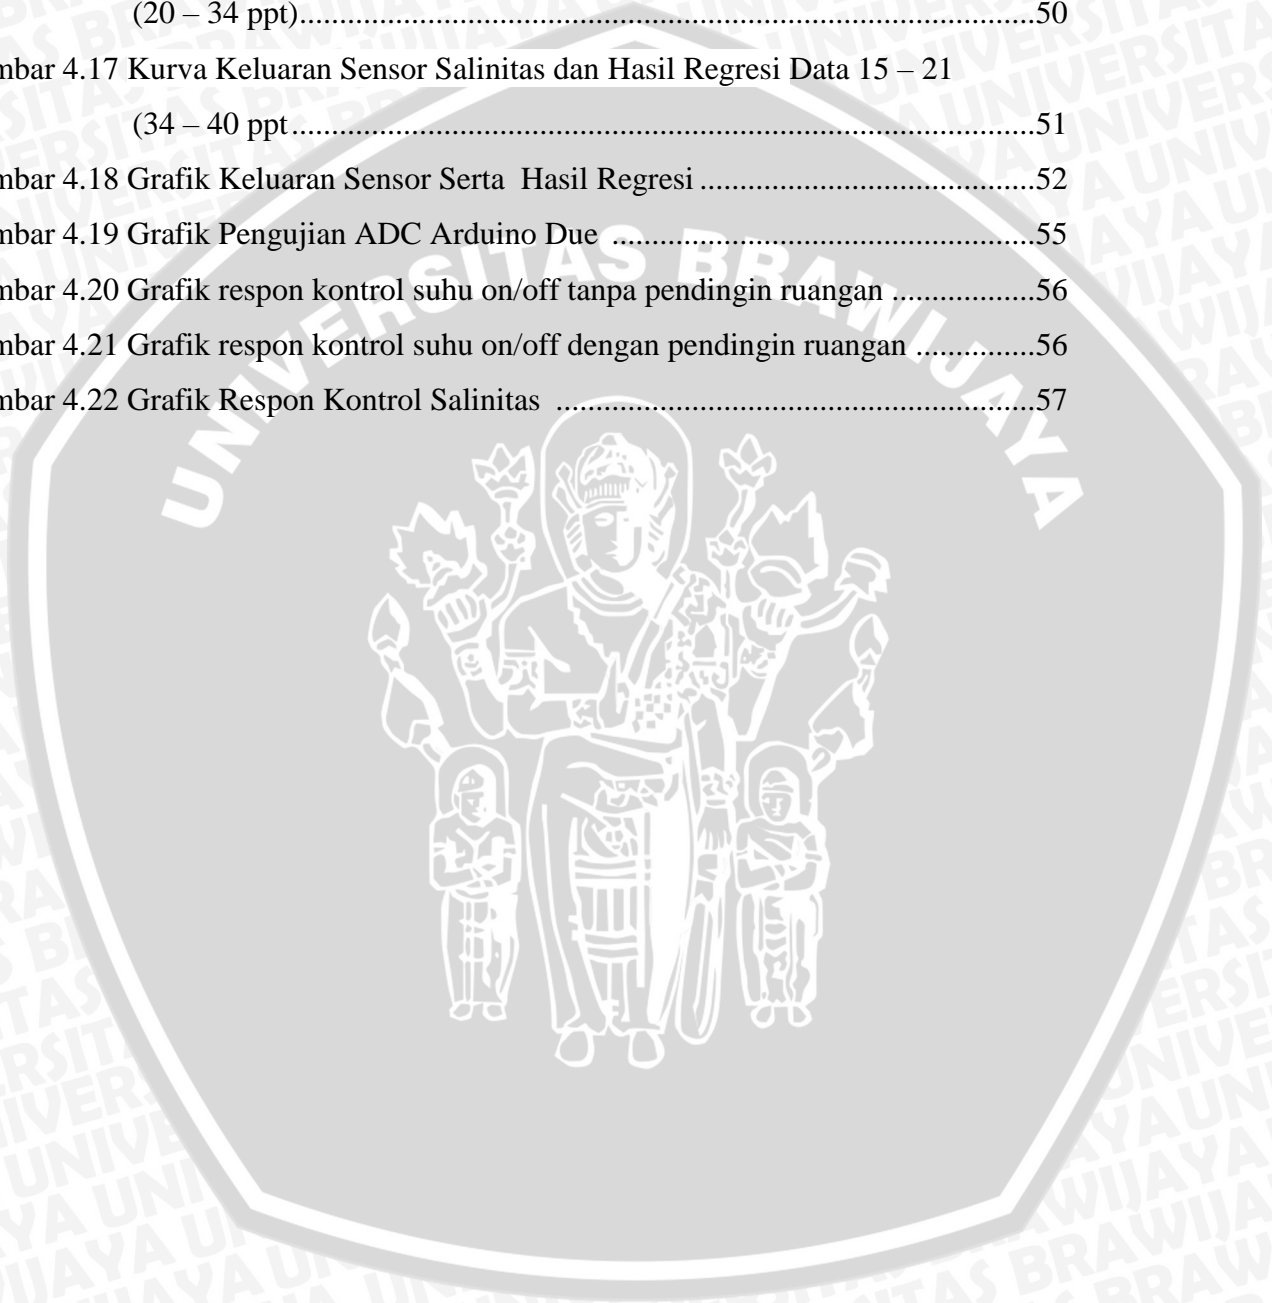 (20 – 34 ppt)..............................................................................................50
mbar 4.17 Kurva Keluaran Sensor Salinitas dan Hasil Regresi Data 15 – 21
(34 – 40 ppt...............................................................................................51
mbar 4.18 Grafik Keluaran Sensor Serta  Hasil Regresi...........................................52
mbar 4.19 Grafik Pengujian ADC Arduino Due ......................................................55
mbar 4.20 Grafik respon kontrol suhu on/off tanpa pendingin ruangan ..................56
mbar 4.21 Grafik respon kontrol suhu on/off dengan pendingin ruangan ...............56
mbar 4.22 Grafik Respon Kontrol Salinitas .............................................................57
UNIVERSITAS BRAWIJAYA